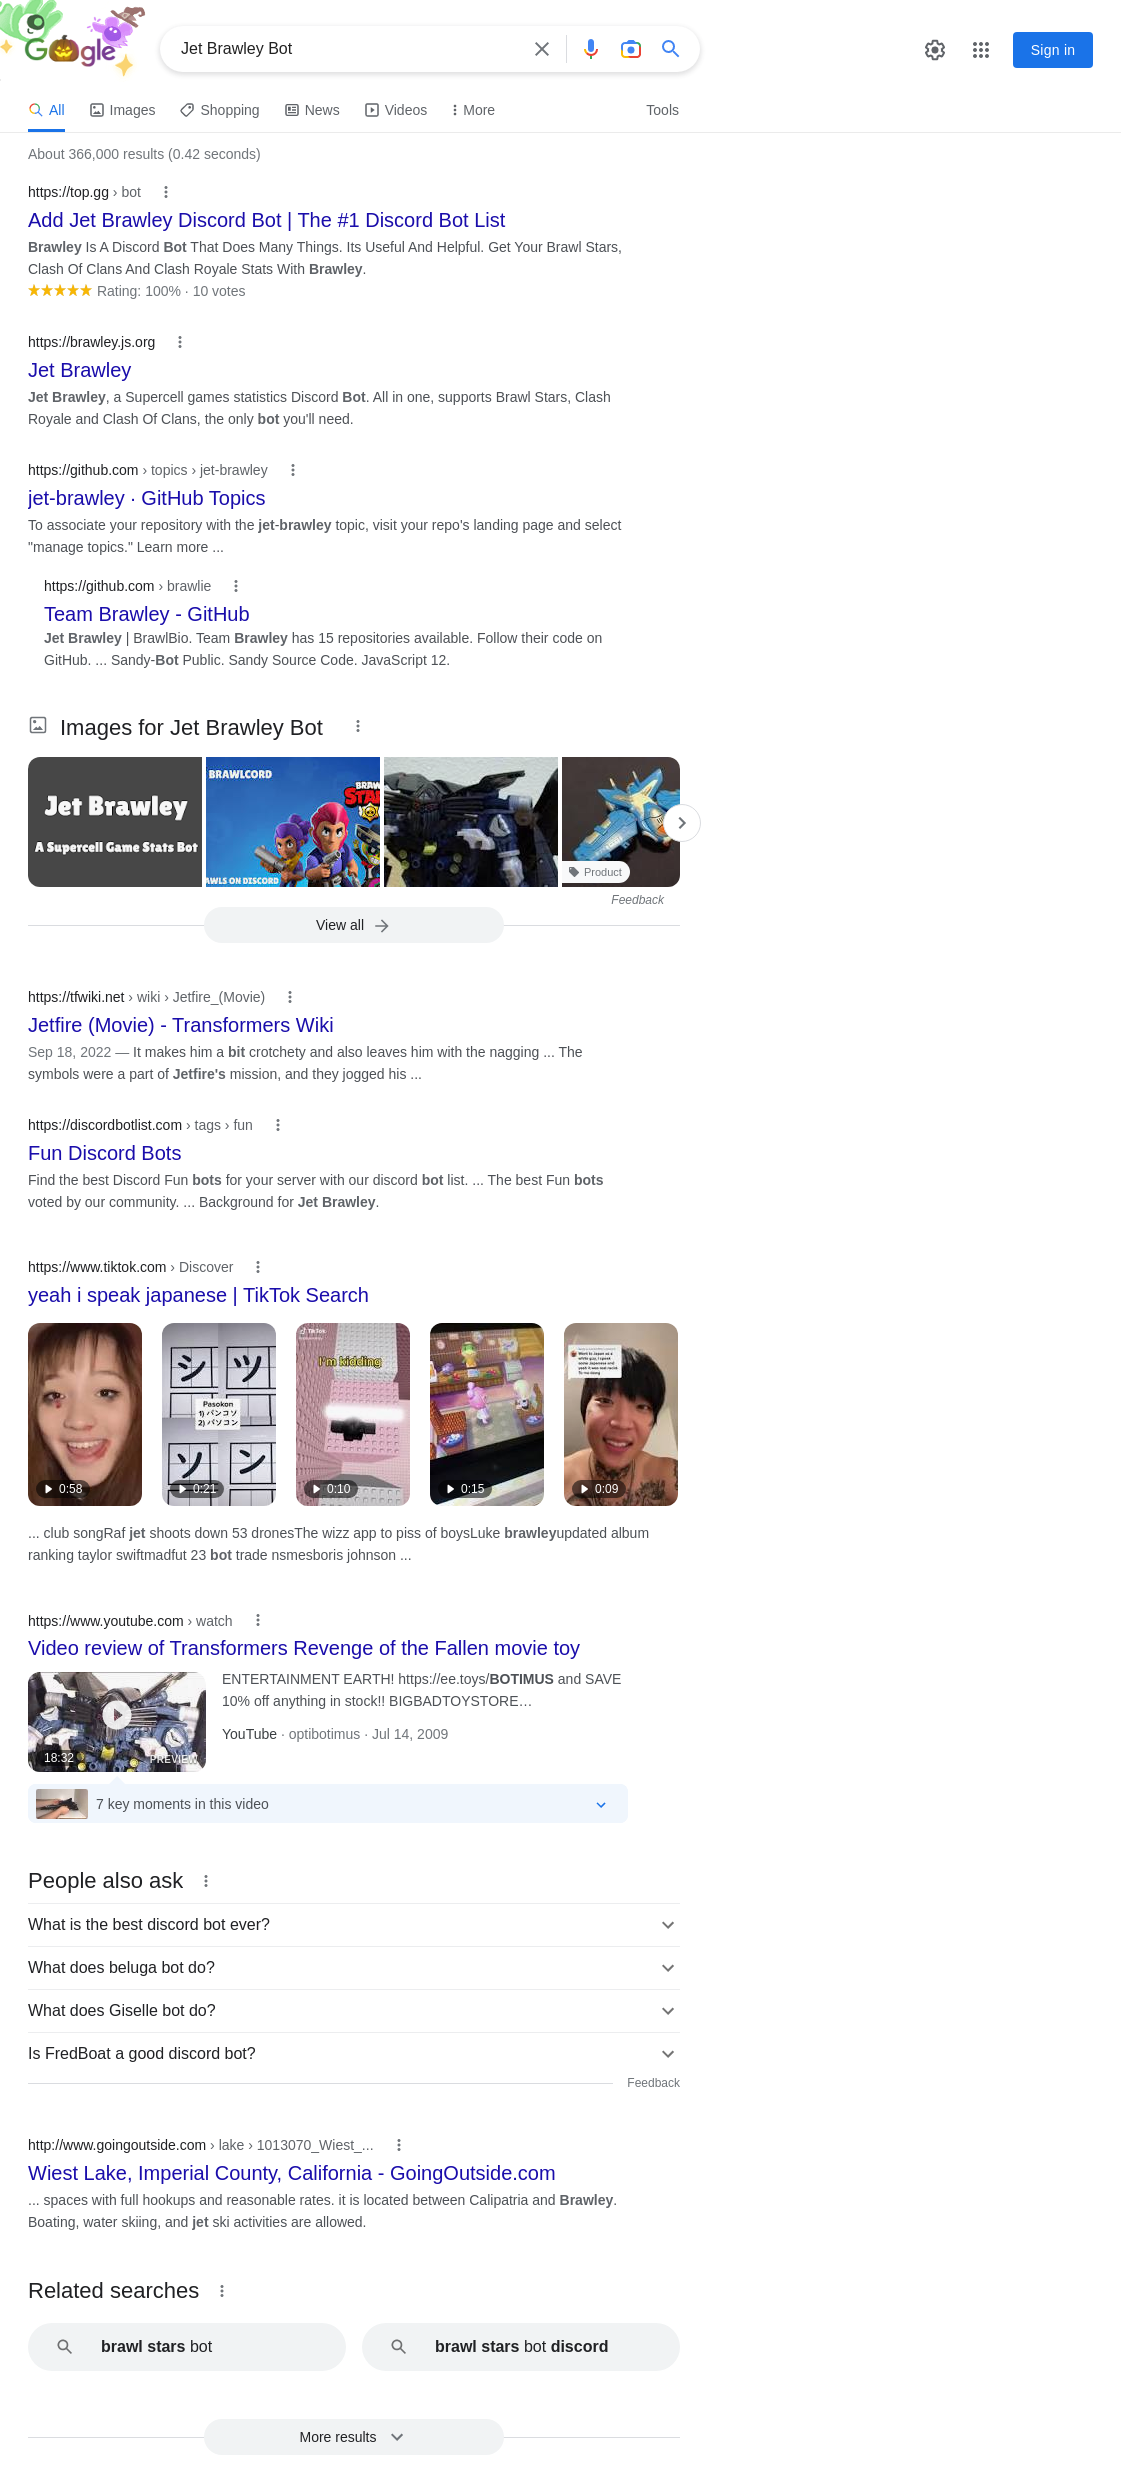 Google
Jet Brawley Bot
Sign in
All
Images
Shopping
News
Videos
More
Tools
About 366,000 results (0.42 seconds)
https://top.gg › bot
Add Jet Brawley Discord Bot | The #1 Discord Bot List
Brawley Is A Discord Bot That Does Many Things. Its Useful And Helpful. Get Your Brawl Stars,
Clash Of Clans And Clash Royale Stats With Brawley.
Rating: 100% · 10 votes
https://brawley.js.org
Jet Brawley
Jet Brawley, a Supercell games statistics Discord Bot. All in one, supports Brawl Stars, Clash
Royale and Clash Of Clans, the only bot you'll need.
https://github.com › topics › jet-brawley
jet-brawley · GitHub Topics
To associate your repository with the jet-brawley topic, visit your repo's landing page and select
"manage topics." Learn more ...
https://github.com › brawlie
Team Brawley - GitHub
Jet Brawley | BrawlBio. Team Brawley has 15 repositories available. Follow their code on
GitHub. ... Sandy-Bot Public. Sandy Source Code. JavaScript 12.
Images for Jet Brawley Bot
Jet Brawley
A Supercell Game Stats Bot
BRAWLCORD
BRAW
STA
AWLS ON DISCORD
Product
Feedback
View all
https://tfwiki.net › wiki › Jetfire_(Movie)
Jetfire (Movie) - Transformers Wiki
Sep 18, 2022 — It makes him a bit crotchety and also leaves him with the nagging ... The
symbols were a part of Jetfire's mission, and they jogged his ...
https://discordbotlist.com › tags › fun
Fun Discord Bots
Find the best Discord Fun bots for your server with our discord bot list. ... The best Fun bots
voted by our community. ... Background for Jet Brawley.
https://www.tiktok.com › Discover
yeah i speak japanese | TikTok Search
シ ツ
Pasokon
1) パンコソ
2) パソコン
ソ ン
TikTok
I'm kidding
0:58
0:21
0:10
0:15
0:09
... club songRaf jet shoots down 53 dronesThe wizz app to piss of boysLuke brawleyupdated album
ranking taylor swiftmadfut 23 bot trade nsmesboris johnson ...
https://www.youtube.com › watch
Video review of Transformers Revenge of the Fallen movie toy
18:32
PREVIEW
ENTERTAINMENT EARTH! https://ee.toys/BOTIMUS and SAVE
10% off anything in stock!! BIGBADTOYSTORE…
YouTube · optibotimus · Jul 14, 2009
7 key moments in this video
People also ask
What is the best discord bot ever?
What does beluga bot do?
What does Giselle bot do?
Is FredBoat a good discord bot?
Feedback
http://www.goingoutside.com › lake › 1013070_Wiest_...
Wiest Lake, Imperial County, California - GoingOutside.com
... spaces with full hookups and reasonable rates. it is located between Calipatria and Brawley.
Boating, water skiing, and jet ski activities are allowed.
Related searches
brawl stars bot
brawl stars bot discord
More results